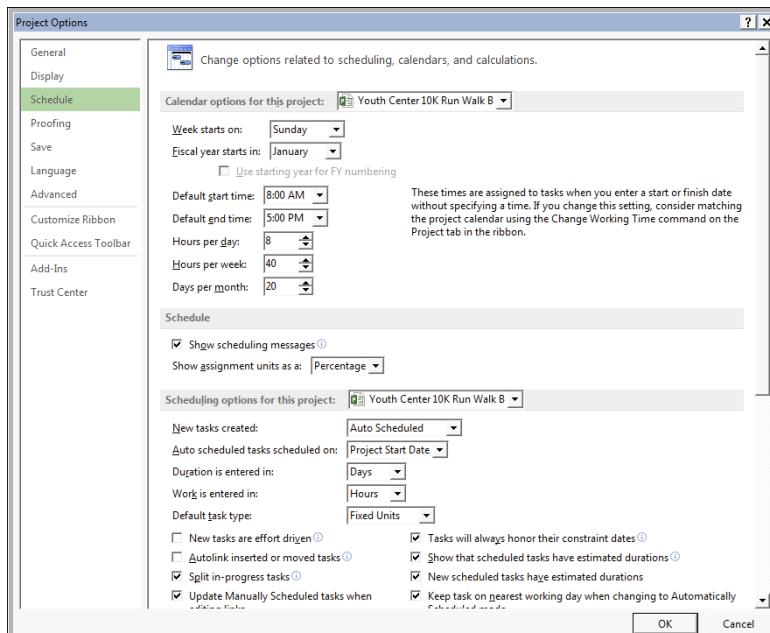 Project Options
General
Display
Schedule
Proofing
Save
Language
Advanced
Customize Ribbon
Quick Access Toolbar
Add-Ins
Trust Center
Change options related to scheduling, calendars, and calculations.
Calendar options for this project: Youth Center 10K Run Walk B
Week starts on: Sunday
Fiscal year starts in: January
Use starting year for FY numbering
Default start time: 8:00 AM
Default end time: 5:00 PM
Hours per day: 8
Hours per week: 40
Days per month: 20
These times are assigned to tasks when you enter a start or finish date
without specifying a time. If you change this setting, consider matching
the project calendar using the Change Working Time command on the
Project tab in the ribbon.
Schedule
Show scheduling messages
Show assignment units as a: Percentage
Scheduling options for this project: Youth Center 10K Run Walk B
New tasks created: Auto Scheduled
Auto scheduled tasks scheduled on: Project Start Date
Duration is entered in: Days
Work is entered in: Hours
Default task type: Fixed Units
New tasks are effort driven
Autolink inserted or moved tasks
Split in-progress tasks
Update Manually Scheduled tasks when
editing links
Tasks will always honor their constraint dates
Show that scheduled tasks have estimated durations
New scheduled tasks have estimated durations
Keep task on nearest working day when changing to Automatically
Scheduled mode
OK Cancel